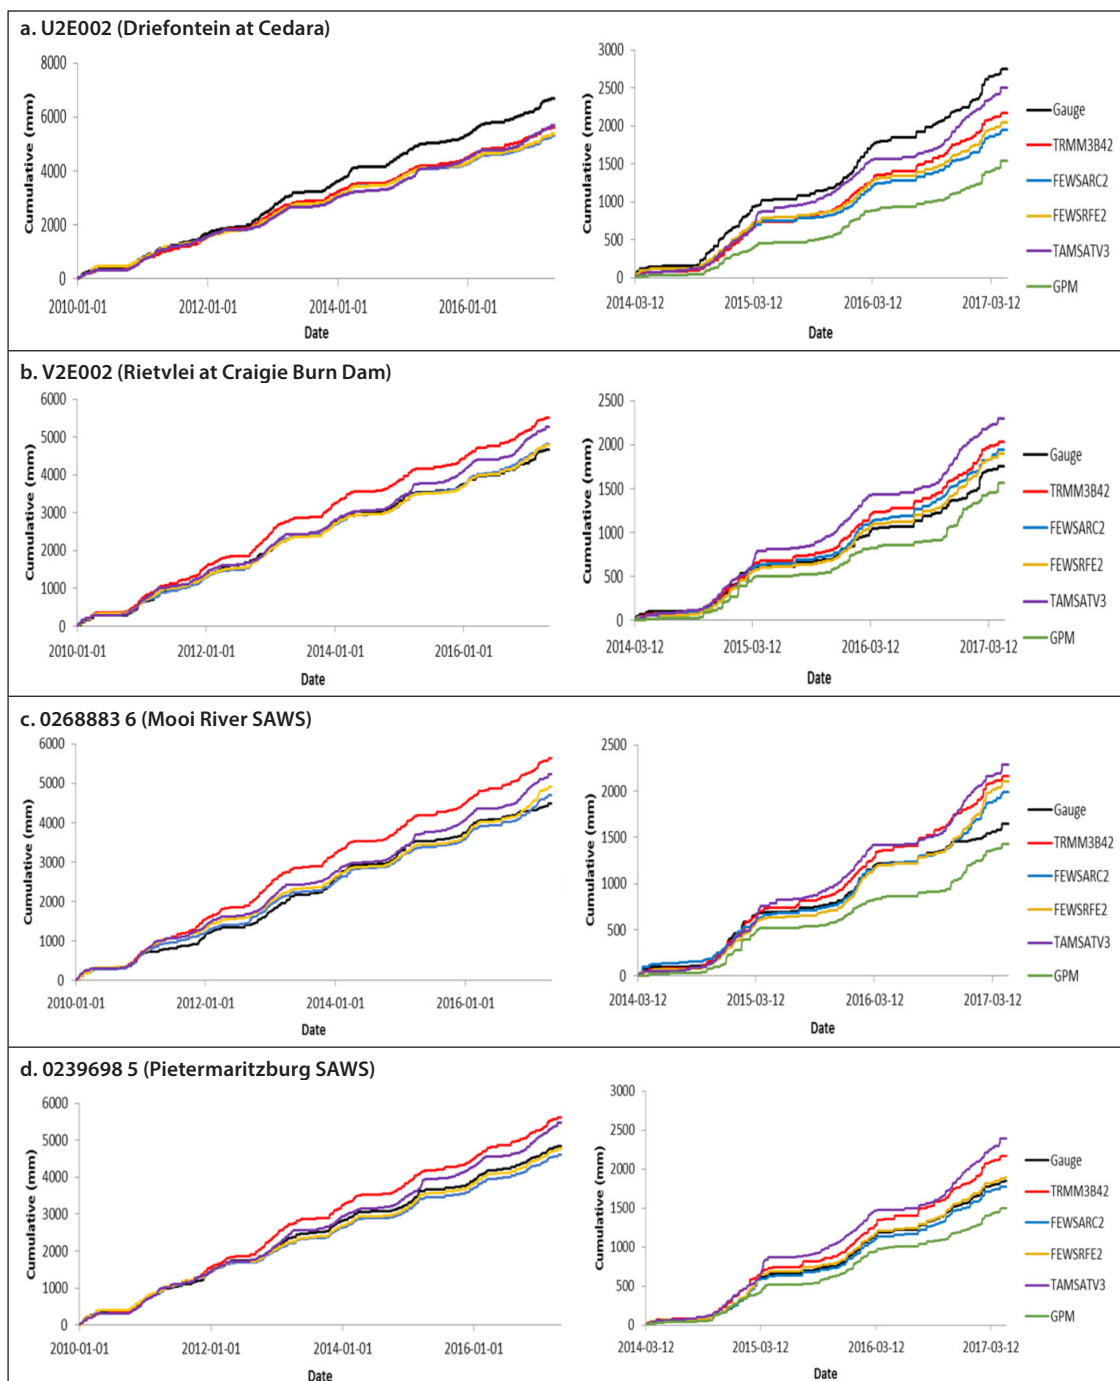 a. U2E002 (Driefontein at Cedara)
8000
6000
4000
2000
0
Cumulative (mm)
2010-01-01
2012-01-01
2014-01-01
2016-01-01
Date
3000
2500
2000
1500
1000
500
0
Cumulative (mm)
2014-03-12
2015-03-12
2016-03-12
2017-03-12
Date
Gauge
TRMM3B42
FEWSARC2
FEWSRFE2
TAMSATV3
GPM
b. V2E002 (Rietvlei at Craigie Burn Dam)
6000
5000
4000
3000
2000
1000
0
Cumulative (mm)
2010-01-01
2012-01-01
2014-01-01
2016-01-01
Date
2500
2000
1500
1000
500
0
Cumulative (mm)
2014-03-12
2015-03-12
2016-03-12
2017-03-12
Date
Gauge
TRMM3B42
FEWSARC2
FEWSRFE2
TAMSATV3
GPM
c. 0268883 6 (Mooi River SAWS)
6000
5000
4000
3000
2000
1000
0
Cumulative (mm)
2010-01-01
2012-01-01
2014-01-01
2016-01-01
Date
2500
2000
1500
1000
500
0
Cumulative (mm)
2014-03-12
2015-03-12
2016-03-12
2017-03-12
Date
Gauge
TRMM3B42
FEWSARC2
FEWSRFE2
TAMSATV3
GPM
d. 0239698 5 (Pietermaritzburg SAWS)
6000
5000
4000
3000
2000
1000
0
Cumulative (mm)
2010-01-01
2012-01-01
2014-01-01
2016-01-01
Date
3000
2500
2000
1500
1000
500
0
Cumulative (mm)
2014-03-12
2015-03-12
2016-03-12
2017-03-12
Date
Gauge
TRMM3B42
FEWSARC2
FEWSRFE2
TAMSATV3
GPM